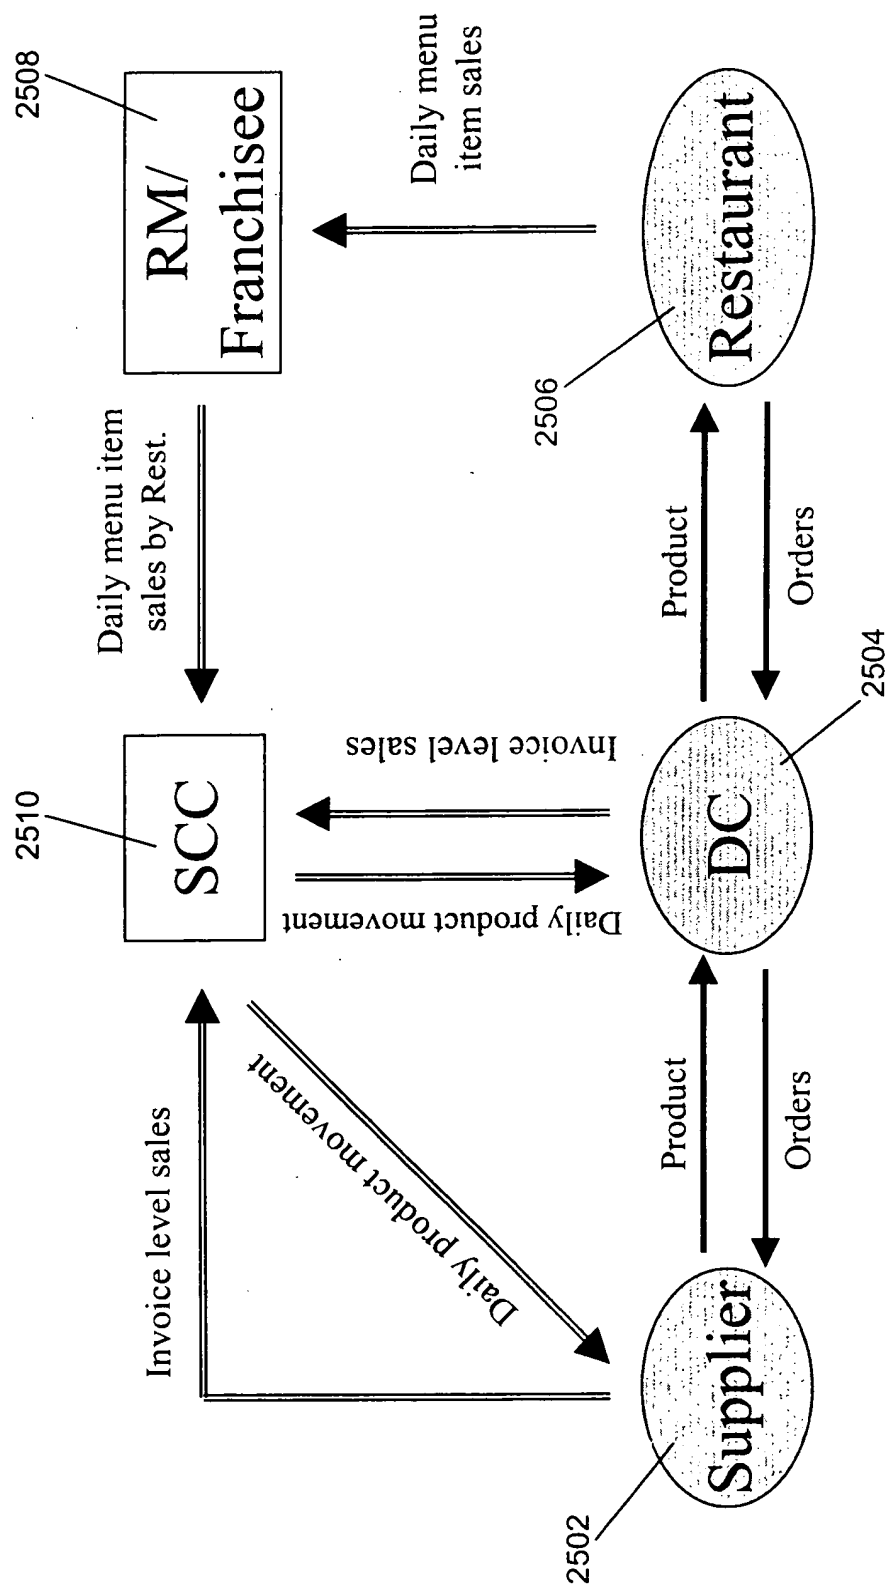 2510
2508
SCC
RM/
Franchisee
Invoice level sales
Daily menu item
sales by Rest.
Daily product movement
Daily product movement
Invoice level sales
Daily menu
item sales
2502
Supplier
Product
Orders
DC
2504
Product
Orders
2506
Restaurant